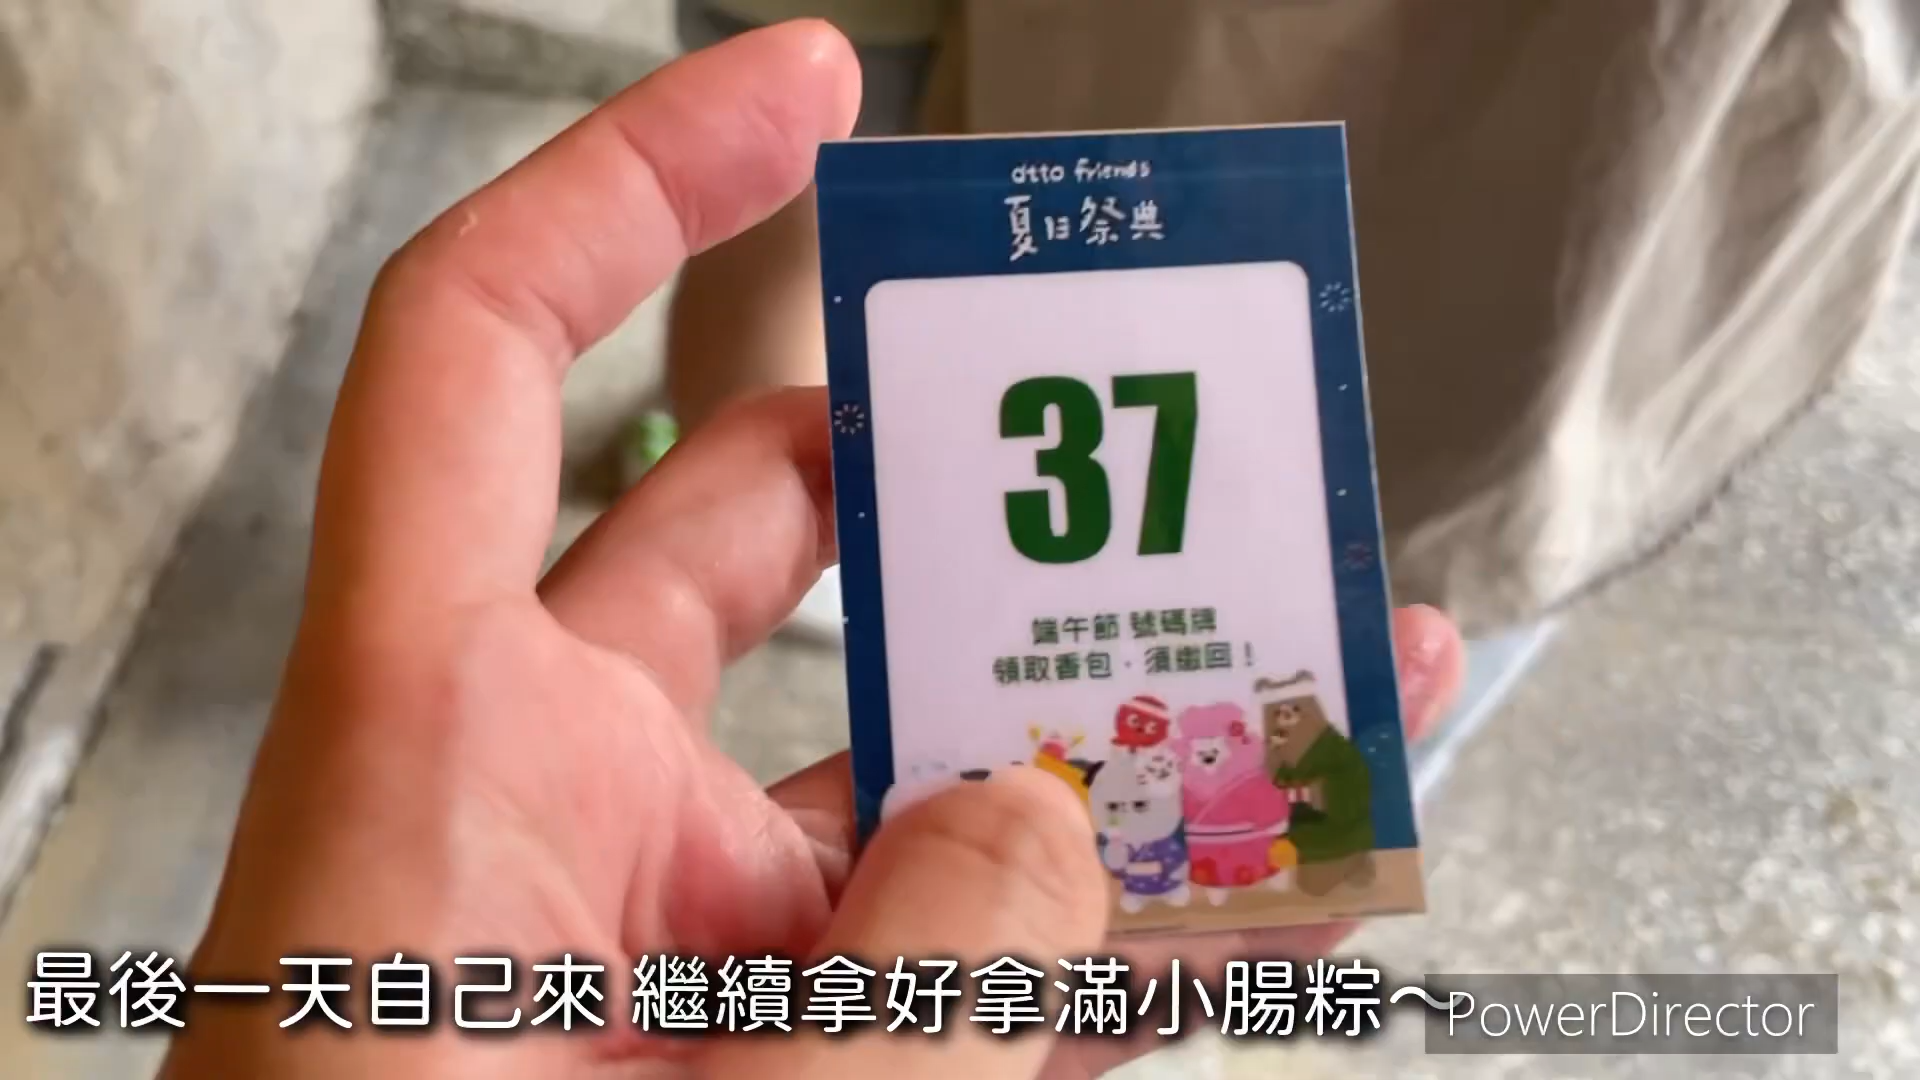 dtto friends
夏日祭典
37
端午節 號碼牌
領取香包，須繳回！
最後一天自己來 繼續拿好拿滿小腸粽～
PowerDirector